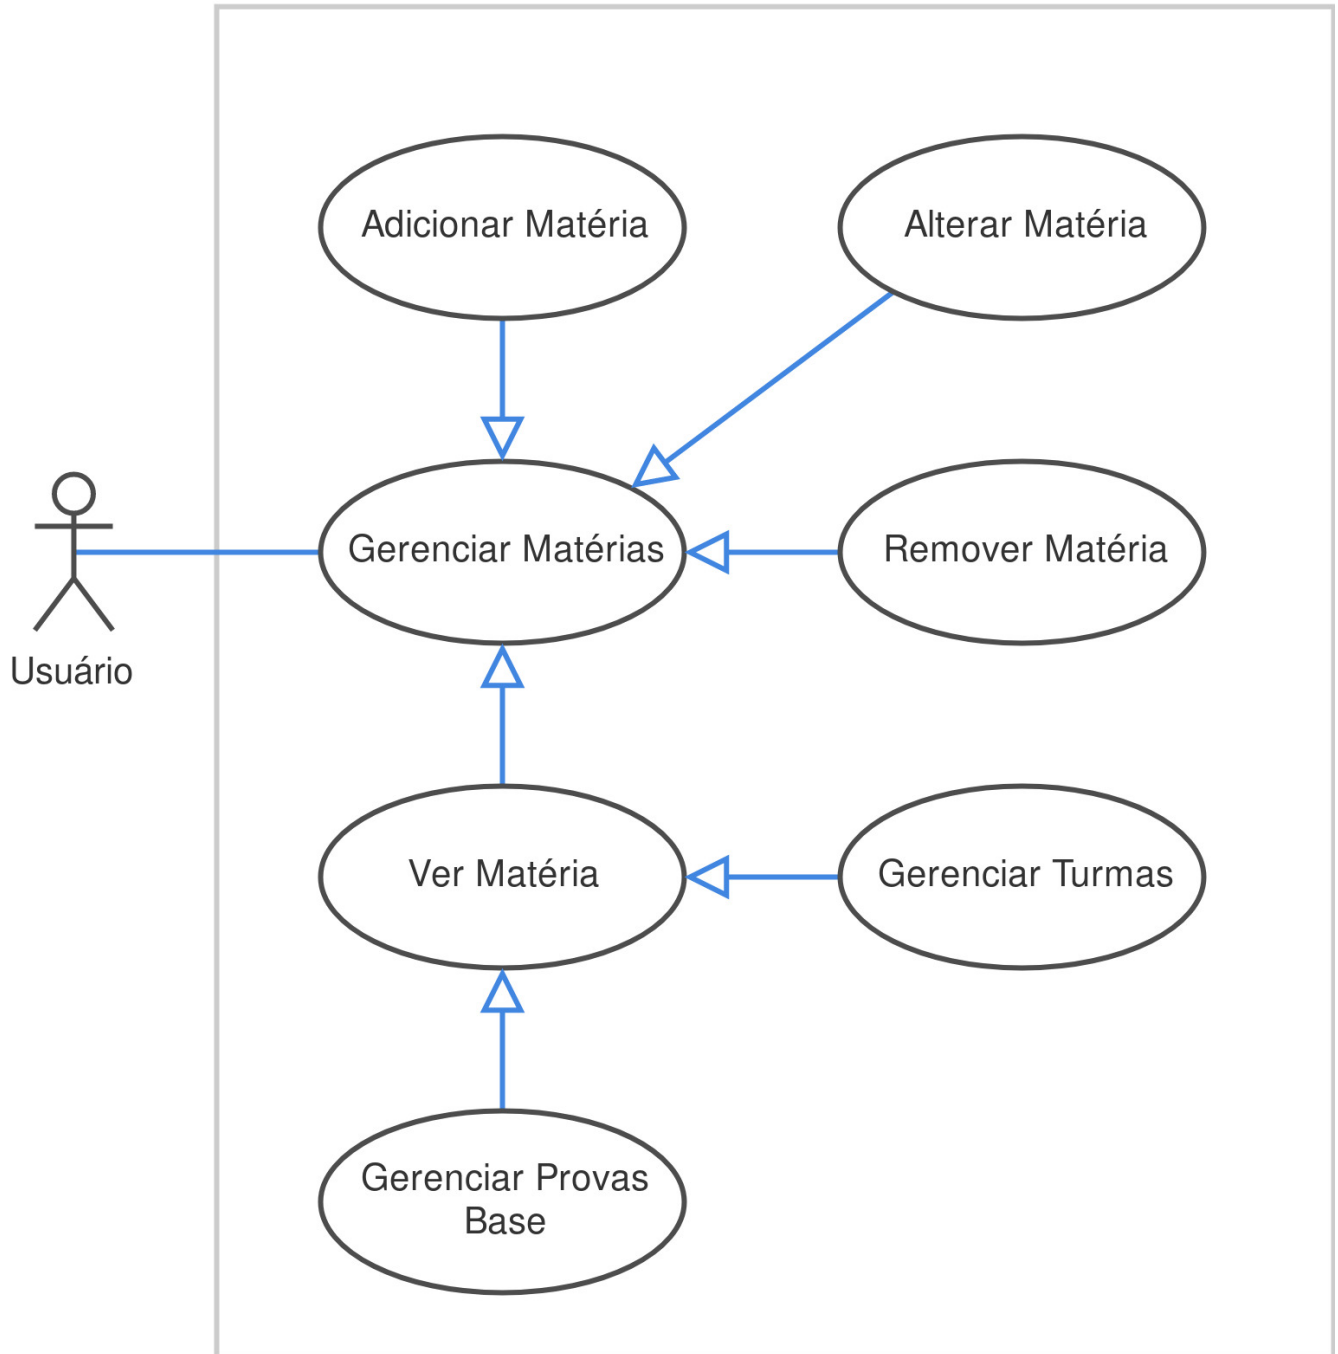 Adicionar Matéria
Alterar Matéria
Gerenciar Matérias
Remover Matéria
Usuário
Ver Matéria
Gerenciar Turmas
Gerenciar Provas
Base